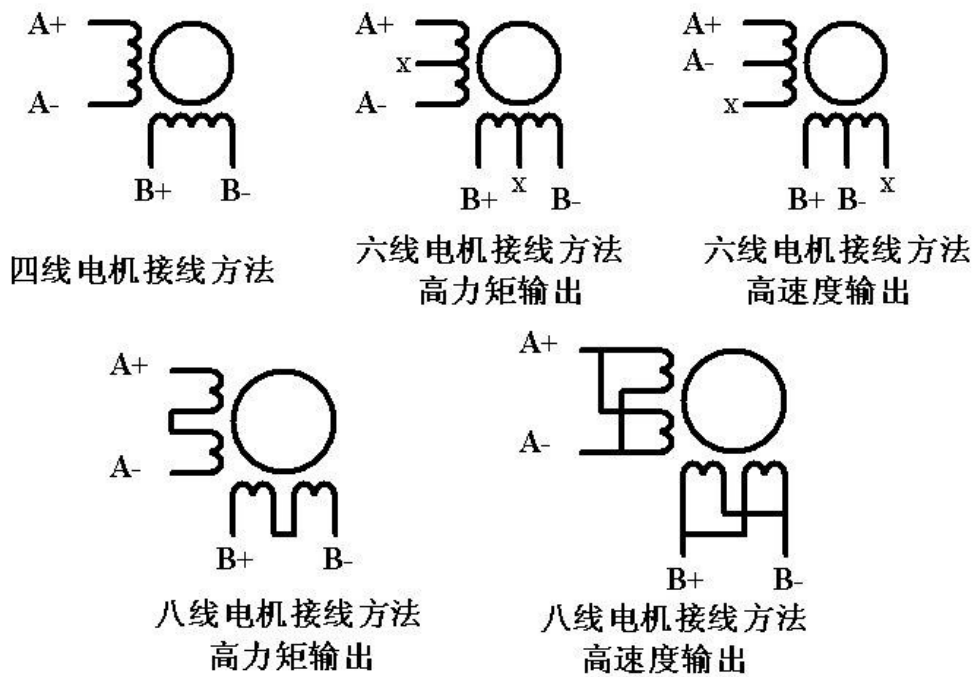 A+
A-
B+ B-
四线电机接线方法
A+
x
A-
B+ x B-
六线电机接线方法
高力矩输出
A+
A-
x
B+ B- x
六线电机接线方法
高速度输出
A+
A-
B+ B-
八线电机接线方法
高力矩输出
A+
A-
B+ B-
八线电机接线方法
高速度输出